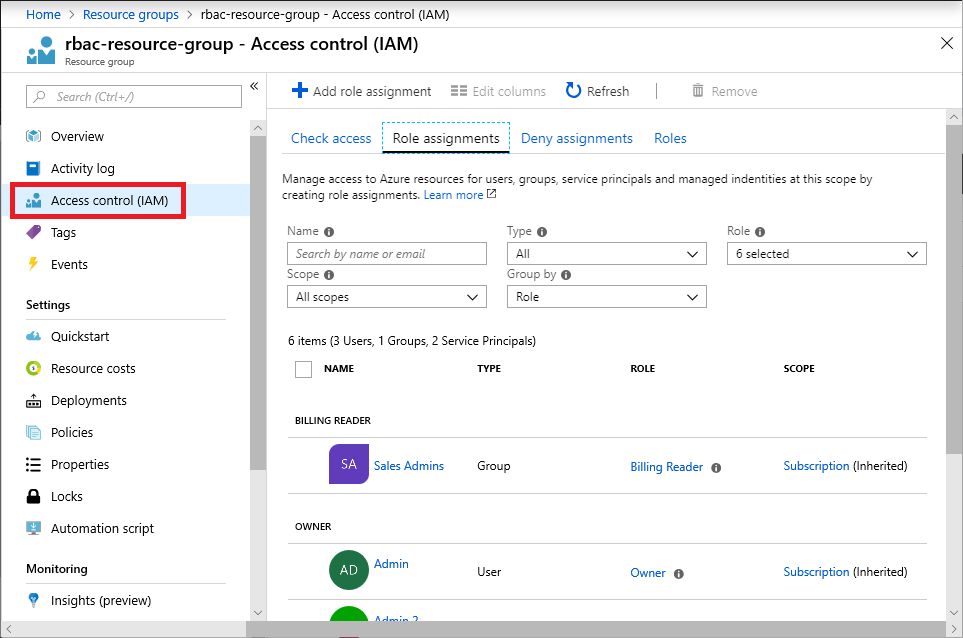 Home > Resource groups > rbac-resource-group - Access control (IAM)
rbac-resource-group - Access control (IAM)
Resource group
Search (Ctrl+/)
Overview
Activity log
Access control (IAM)
Tags
Events
Settings
Quickstart
Resource costs
Deployments
Policies
Properties
Locks
Automation script
Monitoring
Insights (preview)
Add role assignment Edit columns Refresh Remove
Check access Role assignments Deny assignments Roles
Manage access to Azure resources for users, groups, service principals and managed indentities at this scope by
creating role assignments. Learn more
Name Type Role
Search by name or email All 6 selected
Scope Group by
All scopes Role
6 items (3 Users, 1 Groups, 2 Service Principals)
NAME TYPE ROLE SCOPE
BILLING READER
SA Sales Admins Group Billing Reader Subscription (Inherited)
OWNER
AD Admin User Owner Subscription (Inherited)
Admin 2